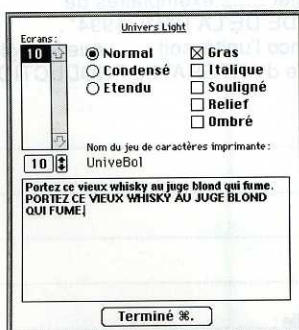 Univers Light
Ecrans:
10
Normal
Condensé
Etendu
Gras
Italique
Souligné
Relief
Ombré
Nom du jeu de caractères imprimante:
10
UniveBol
Portez ce vieux whisky au juge blond qui fume.
PORTEZ CE VIEUX WHISKY AU JUGE BLOND
QUI FUME.
Terminé ⌘.